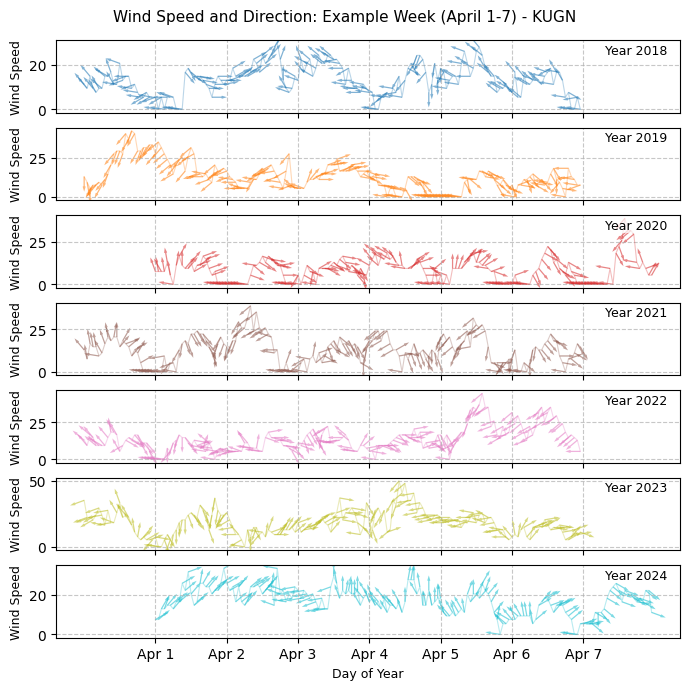 Wind Speed and Direction: Example Week (April 1-7) - KUGN
Year 2018
Wind Speed
20
0
Year 2019
Wind Speed
25
0
Year 2020
Wind Speed
25
0
Year 2021
Wind Speed
25
0
Year 2022
Wind Speed
25
0
Year 2023
Wind Speed
50
0
Year 2024
Wind Speed
20
0
Apr 1 Apr 2 Apr 3 Apr 4 Apr 5 Apr 6 Apr 7
Day of Year